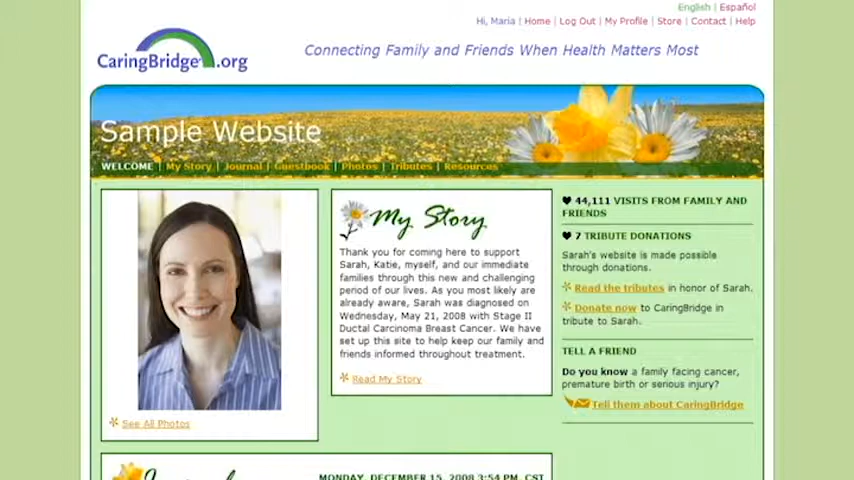 English | Español
Hi, Maria | Home | Log Out | My Profile | Store | Contact | Help
CaringBridge.org
Connecting Family and Friends When Health Matters Most
Sample Website
WELCOME | My Story | Journal | Guestbook | Photos | Tributes | Resources
See All Photos
My Story
Thank you for coming here to support
Sarah, Katie, myself, and our immediate
families through this new and challenging
period of our lives. As you most likely are
already aware, Sarah was diagnosed on
Wednesday, May 21, 2008 with Stage II
Ductal Carcinoma Breast Cancer. We have
set up this site to help keep our family and
friends informed throughout treatment.
Read My Story
44,111 VISITS FROM FAMILY AND
FRIENDS
7 TRIBUTE DONATIONS
Sarah's website is made possible
through donations.
Read the tributes in honor of Sarah.
Donate now to CaringBridge in
tribute to Sarah.
TELL A FRIEND
Do you know a family facing cancer,
premature birth or serious injury?
Tell them about CaringBridge
MONDAY, DECEMBER 15, 2008 3:54 PM, CST